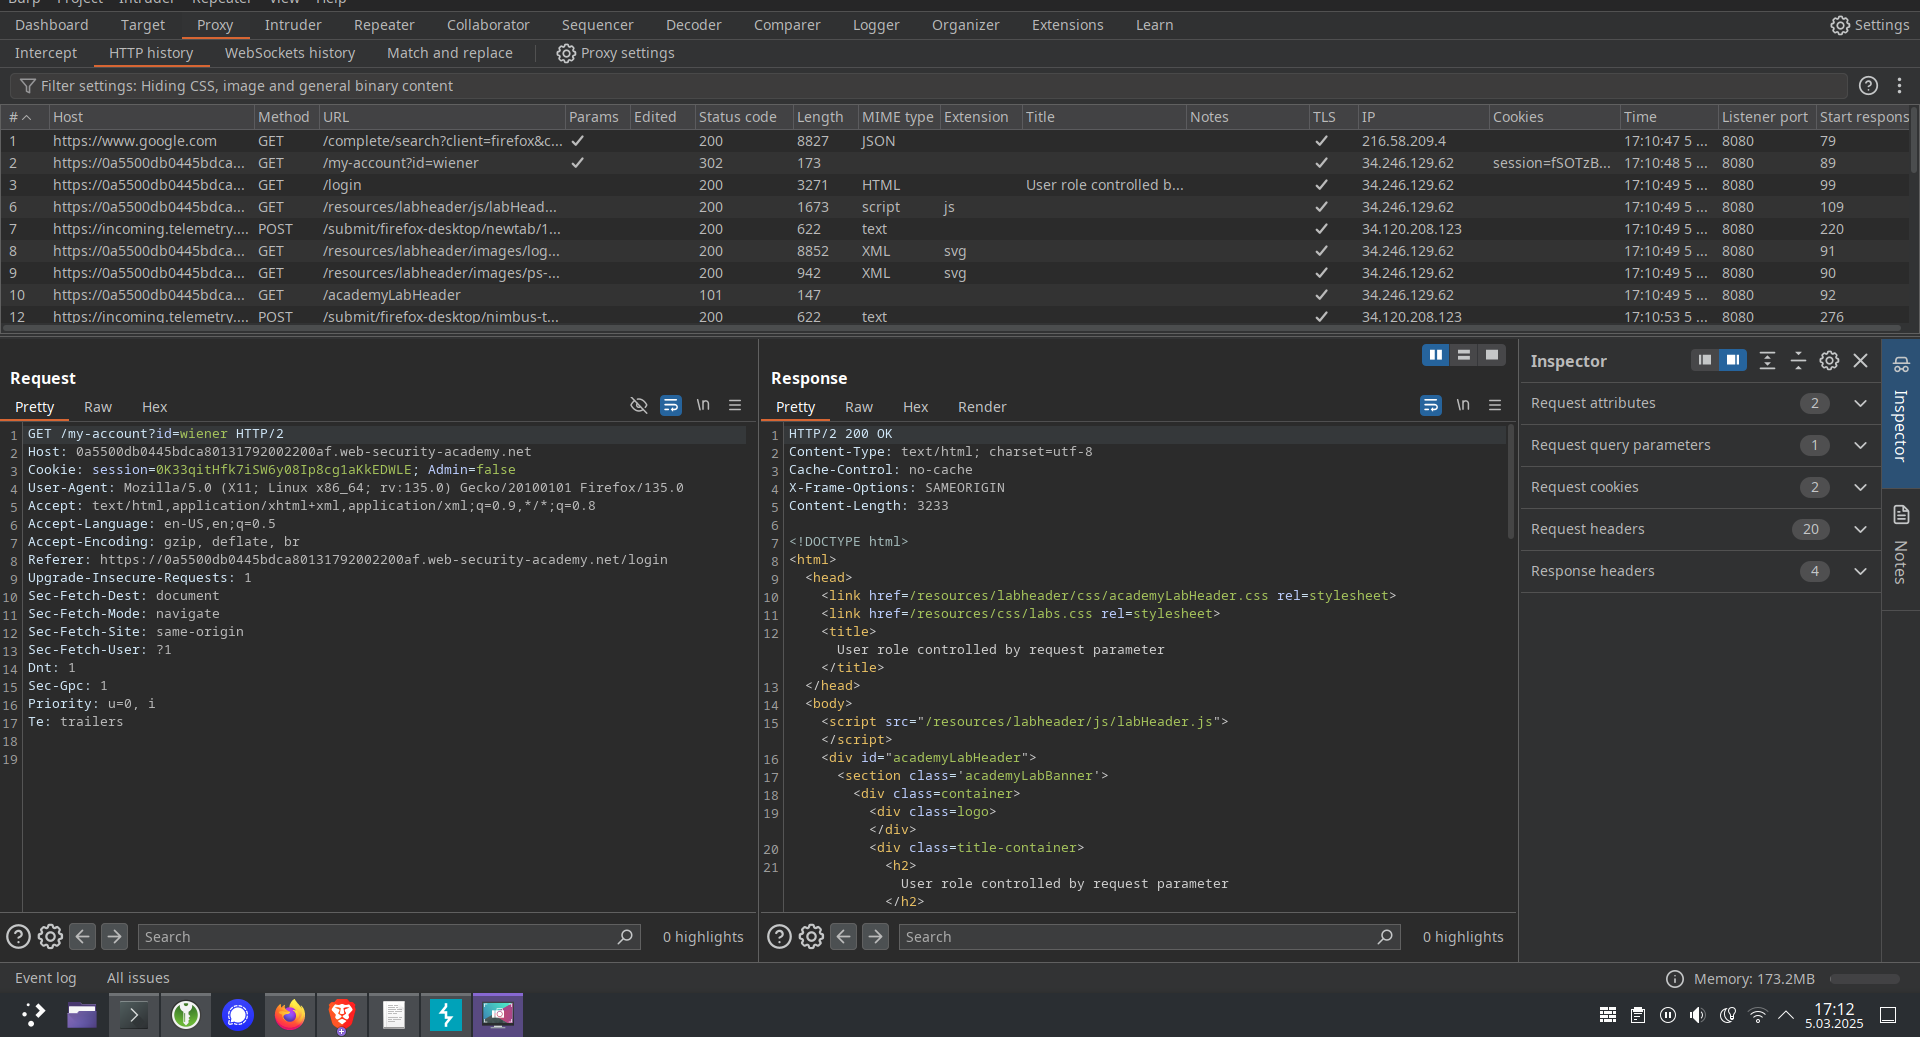 Burp Project Intruder Repeater View Help
Dashboard Target Proxy Intruder Repeater Collaborator Sequencer Decoder Comparer Logger Organizer Extensions Learn Settings
Intercept HTTP history WebSockets history Match and replace Proxy settings
Filter settings: Hiding CSS, image and general binary content
# Host Method URL Params Edited Status code Length MIME type Extension Title Notes TLS IP Cookies Time Listener port Start respons
1 https://www.google.com GET /complete/search?client=firefox&c... ✓ 200 8827 JSON ✓ 216.58.209.4 17:10:47 5 ... 8080 79
2 https://0a5500db0445bdca... GET /my-account?id=wiener ✓ 302 173 ✓ 34.246.129.62 session=fSOTzB... 17:10:48 5 ... 8080 89
3 https://0a5500db0445bdca... GET /login 200 3271 HTML User role controlled b... ✓ 34.246.129.62 17:10:49 5 ... 8080 99
6 https://0a5500db0445bdca... GET /resources/labheader/js/labHead... 200 1673 script js ✓ 34.246.129.62 17:10:49 5 ... 8080 109
7 https://incoming.telemetry.... POST /submit/firefox-desktop/newtab/1... 200 622 text ✓ 34.120.208.123 17:10:49 5 ... 8080 220
8 https://0a5500db0445bdca... GET /resources/labheader/images/log... 200 8852 XML svg ✓ 34.246.129.62 17:10:49 5 ... 8080 91
9 https://0a5500db0445bdca... GET /resources/labheader/images/ps-... 200 942 XML svg ✓ 34.246.129.62 17:10:49 5 ... 8080 90
10 https://0a5500db0445bdca... GET /academyLabHeader 101 147 ✓ 34.246.129.62 17:10:49 5 ... 8080 92
12 https://incoming.telemetry.... POST /submit/firefox-desktop/nimbus-t... 200 622 text ✓ 34.120.208.123 17:10:53 5 ... 8080 276
Request
Pretty Raw Hex \n
1 GET /my-account?id=wiener HTTP/2
2 Host: 0a5500db0445bdca80131792002200af.web-security-academy.net
3 Cookie: session=0K33qitHfk7iSW6y08Ip8cg1aKkEDWLE; Admin=false
4 User-Agent: Mozilla/5.0 (X11; Linux x86_64; rv:135.0) Gecko/20100101 Firefox/135.0
5 Accept: text/html,application/xhtml+xml,application/xml;q=0.9,*/*;q=0.8
6 Accept-Language: en-US,en;q=0.5
7 Accept-Encoding: gzip, deflate, br
8 Referer: https://0a5500db0445bdca80131792002200af.web-security-academy.net/login
9 Upgrade-Insecure-Requests: 1
10 Sec-Fetch-Dest: document
11 Sec-Fetch-Mode: navigate
12 Sec-Fetch-Site: same-origin
13 Sec-Fetch-User: ?1
14 Dnt: 1
15 Sec-Gpc: 1
16 Priority: u=0, i
17 Te: trailers
18
19
Search 0 highlights
Response
Pretty Raw Hex Render \n
1 HTTP/2 200 OK
2 Content-Type: text/html; charset=utf-8
3 Cache-Control: no-cache
4 X-Frame-Options: SAMEORIGIN
5 Content-Length: 3233
6
7 <!DOCTYPE html>
8 <html>
9 <head>
10 <link href=/resources/labheader/css/academyLabHeader.css rel=stylesheet>
11 <link href=/resources/css/labs.css rel=stylesheet>
12 <title>
User role controlled by request parameter
</title>
13 </head>
14 <body>
15 <script src="/resources/labheader/js/labHeader.js">
</script>
16 <div id="academyLabHeader">
17 <section class='academyLabBanner'>
18 <div class=container>
19 <div class=logo>
</div>
20 <div class=title-container>
21 <h2>
User role controlled by request parameter
</h2>
Search 0 highlights
Inspector
Request attributes 2
Request query parameters 1
Request cookies 2
Request headers 20
Response headers 4
Inspector
Notes
Event log All issues Memory: 173.2MB
17:12
5.03.2025